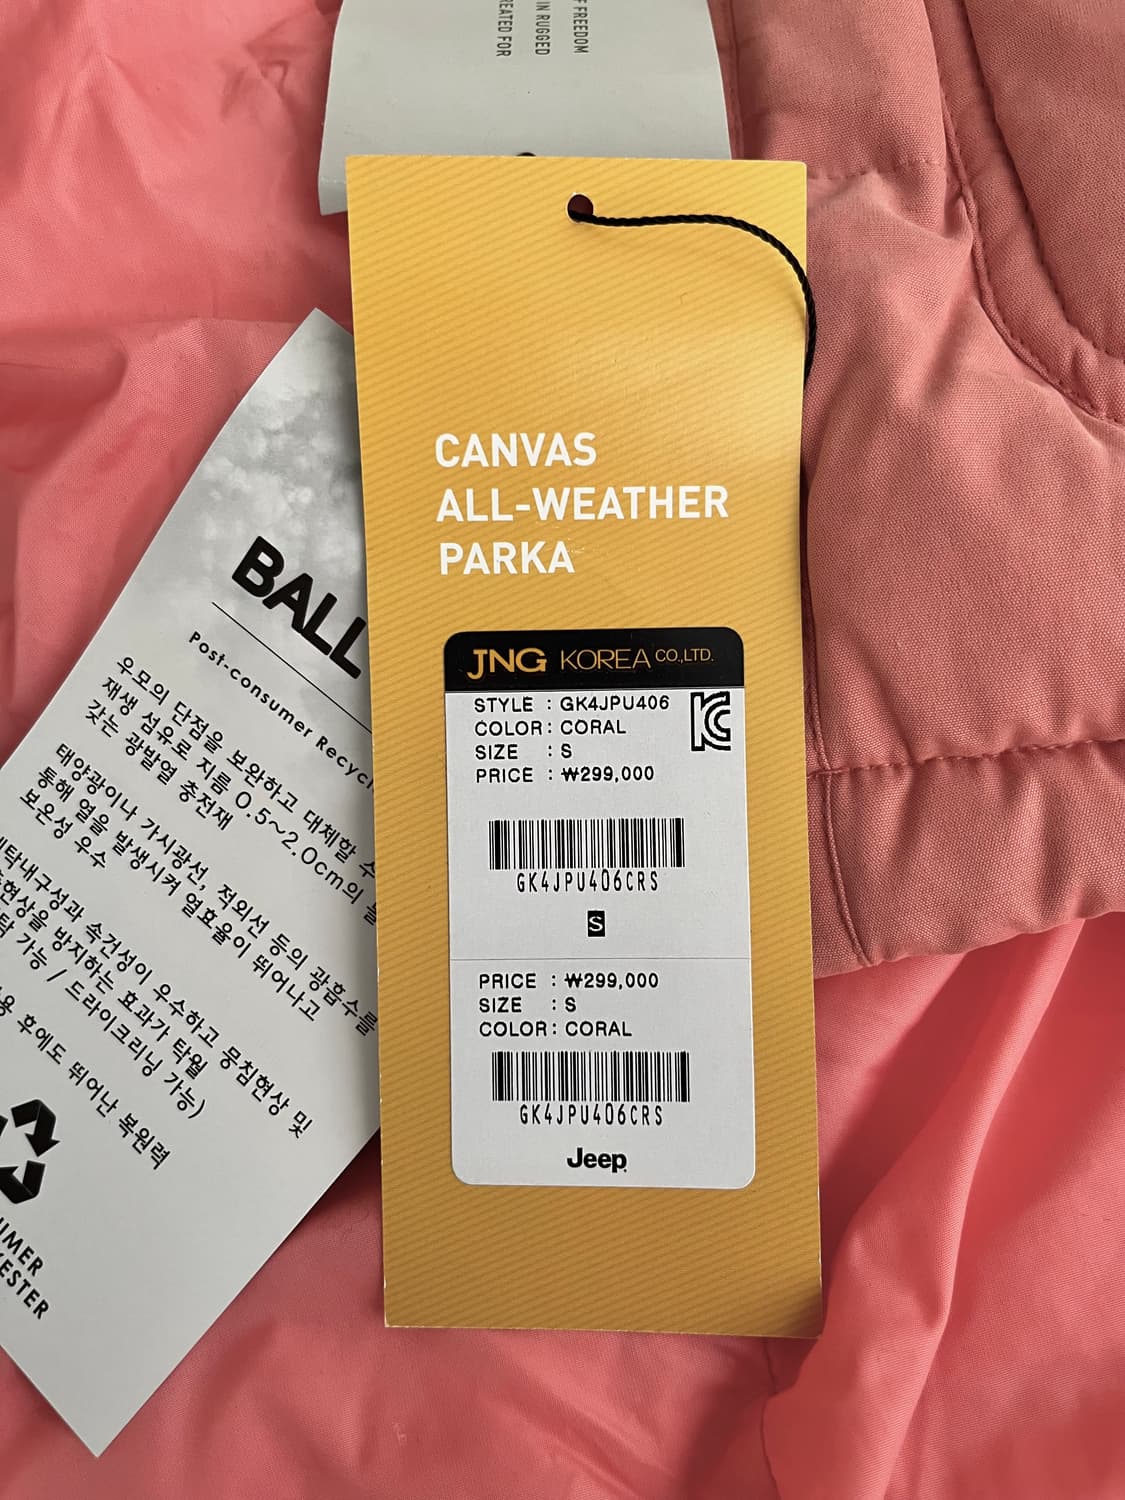 F FREEDOM
IN RUGGED
REATED FOR
CANVAS
ALL-WEATHER
PARKA
JNG KOREA CO.,LTD.
STYLE : GK4JPU406
COLOR : CORAL
SIZE : S
PRICE : ₩299,000
GK4JPU406CRS
S
PRICE : ₩299,000
SIZE : S
COLOR : CORAL
GK4JPU406CRS
Jeep
BALL
Post-consumer Recycl
우모의 단점을 보완하고 대체할 수
재생 섬유로 지름 0.5~2.0cm의
갖는 광발열 충전재
태양광이나 가시광선, 적외선 등의 광흡수를
통해 열을 발생시켜 열효율이 뛰어나고
보온성 우수
세탁내구성과 속건성이 우수하고 뭉침현상 및
현상을 방지하는 효과가 탁월
탁 가능 / 드라이크리닝 가능)
용 후에도 뛰어난 복원력
UMER
ESTER